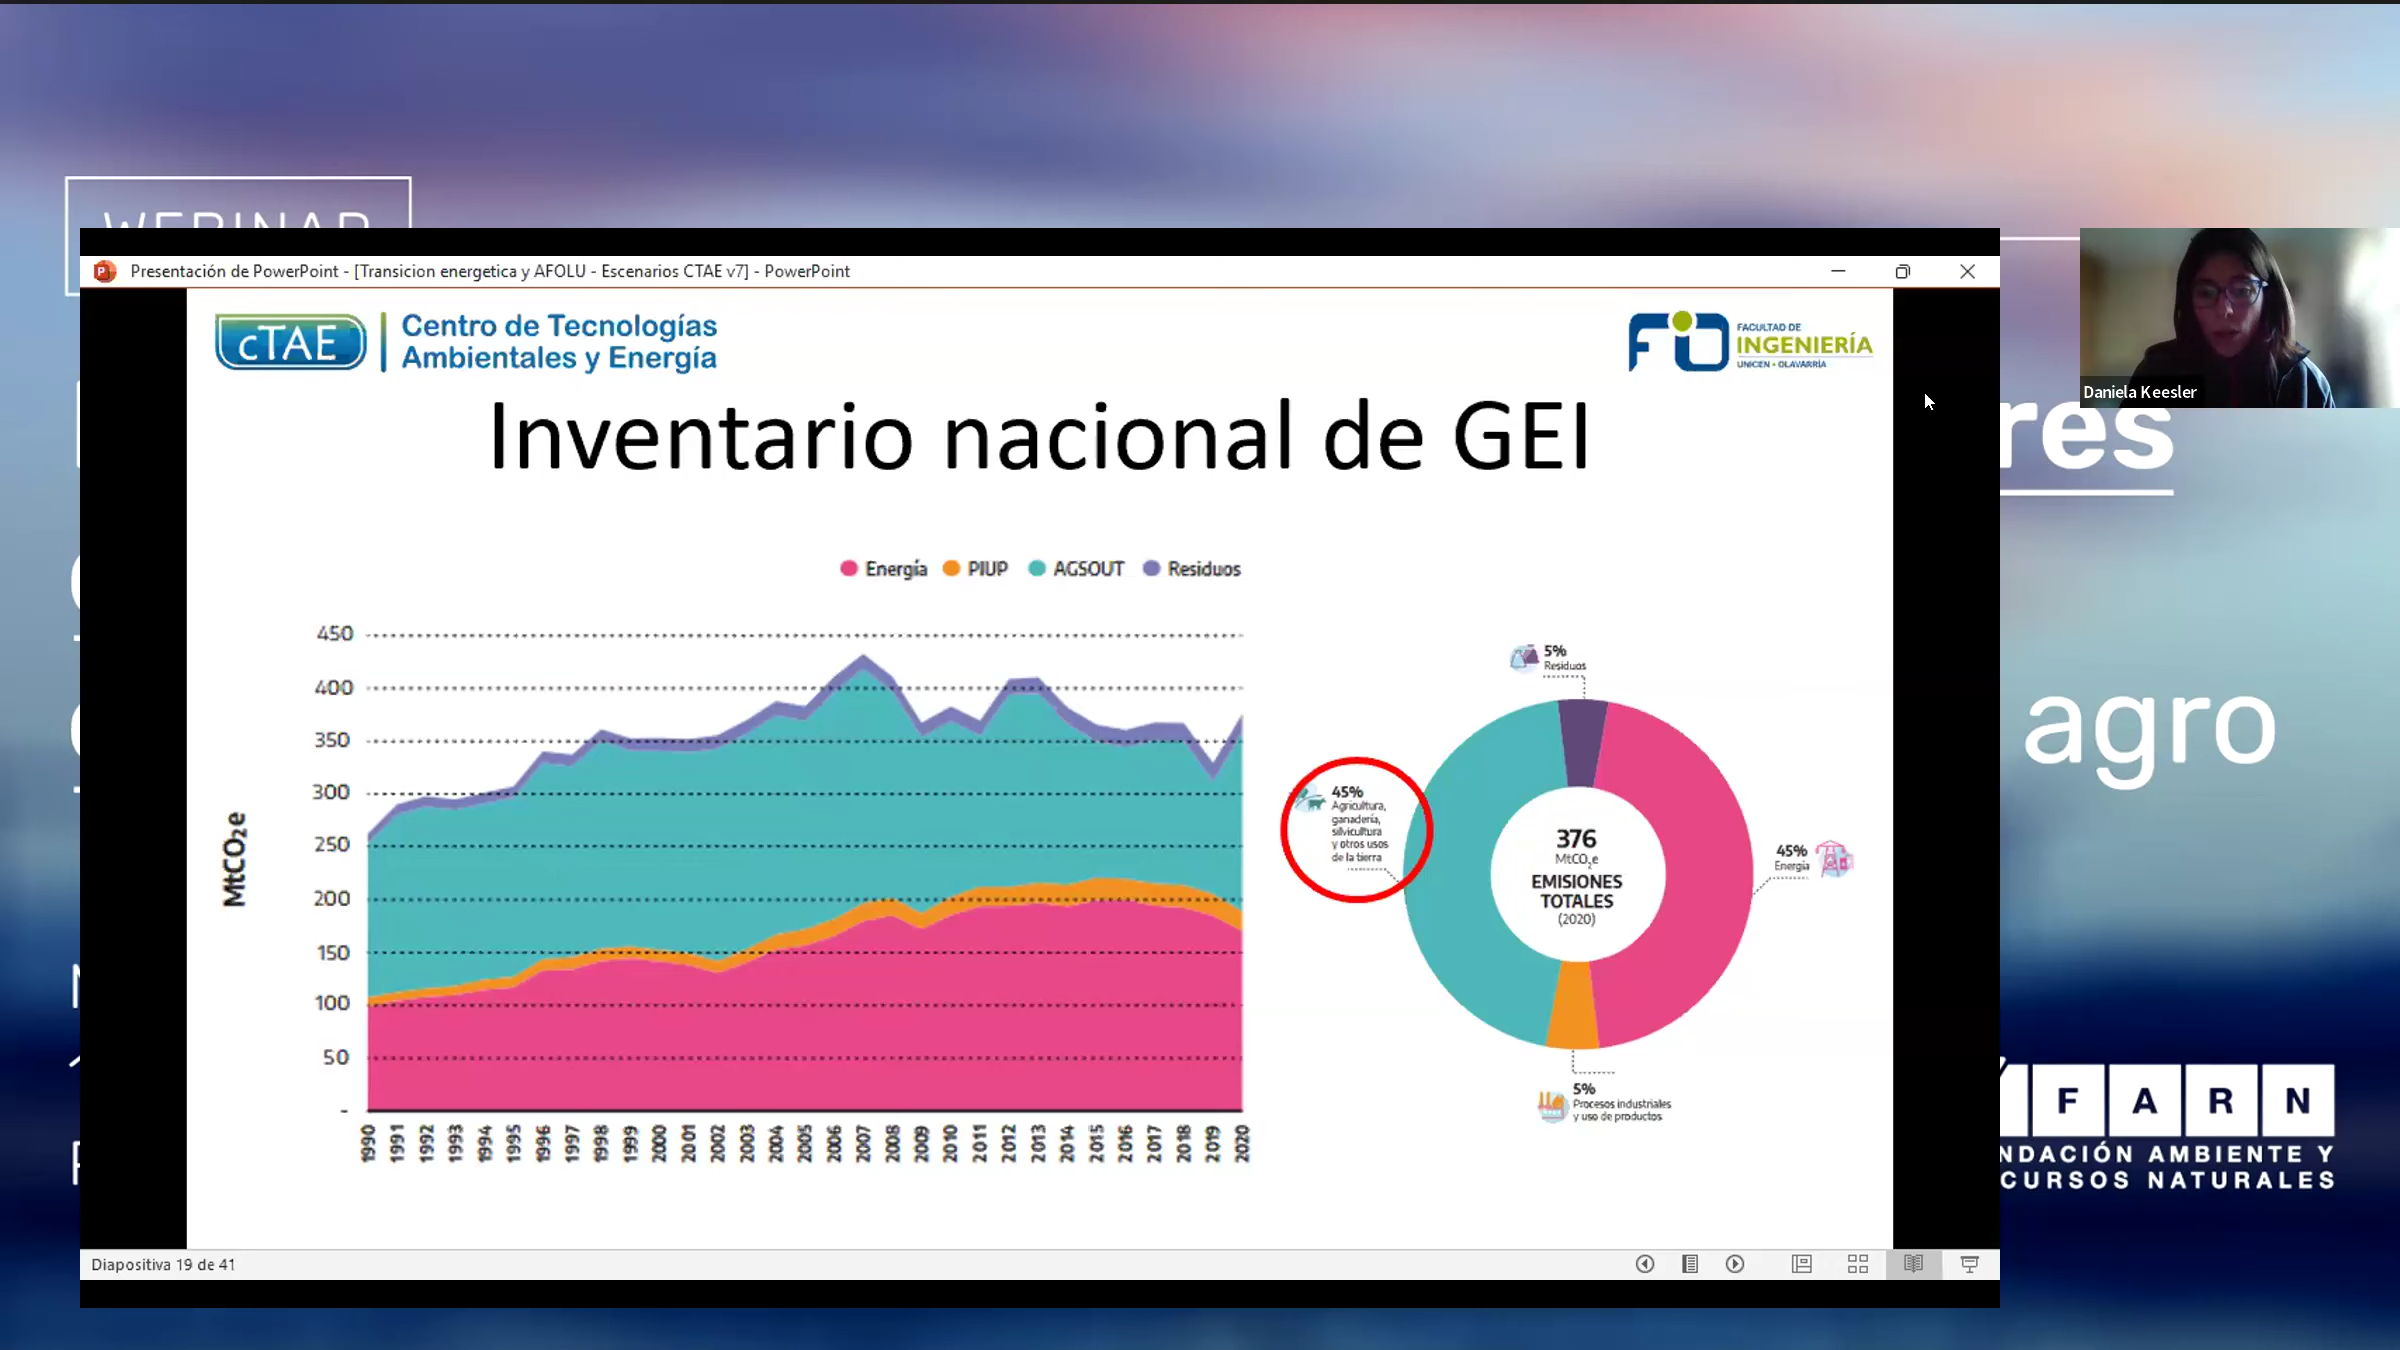 WEBINAR
Presentación de PowerPoint - [Transicion energetica y AFOLU - Escenarios CTAE v7] - PowerPoint
cTAE
Centro de Tecnologías
Ambientales y Energía
FIO
FACULTAD DE
INGENIERÍA
UNICEN • OLAVARRÍA
Daniela Keesler
Inventario nacional de GEI
res
Energía PIUP AGSOUT Residuos
MtCO₂e
450
400
350
300
250
200
150
100
50
-
1990 1991 1992 1993 1994 1995 1996 1997 1998 1999 2000 2001 2002 2003 2004 2005 2006 2007 2008 2009 2010 2011 2012 2013 2014 2015 2016 2017 2018 2019 2020
5%
Residuos
45%
Agricultura,
ganadería,
silvicultura
y otros usos
de la tierra
376
MtCO₂e
EMISIONES
TOTALES
(2020)
45%
Energía
5%
Procesos industriales
y uso de productos
agro
FARN
NDACIÓN AMBIENTE Y
CURSOS NATURALES
Diapositiva 19 de 41